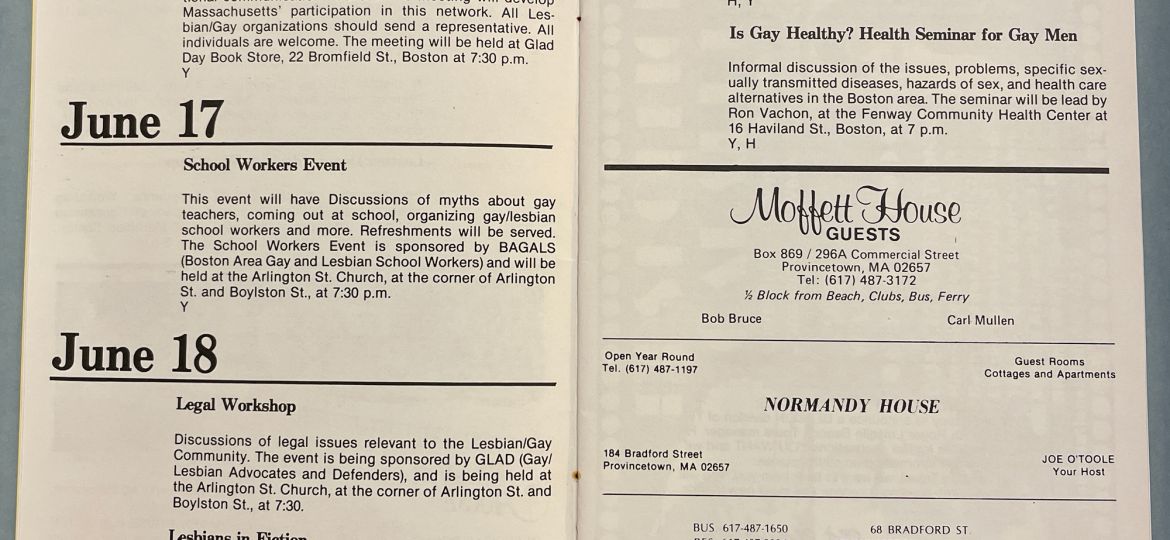 Massachusetts' participation in this network. All Les-
bian/Gay organizations should send a representative. All
individuals are welcome. The meeting will be held at Glad
Day Book Store, 22 Bromfield St., Boston at 7:30 p.m.
Y
June 17
School Workers Event
This event will have Discussions of myths about gay
teachers, coming out at school, organizing gay/lesbian
school workers and more. Refreshments will be served.
The School Workers Event is sponsored by BAGALS
(Boston Area Gay and Lesbian School Workers) and will be
held at the Arlington St. Church, at the corner of Arlington
St. and Boylston St., at 7:30 p.m.
Y
June 18
Legal Workshop
Discussions of legal issues relevant to the Lesbian/Gay
Community. The event is being sponsored by GLAD (Gay/
Lesbian Advocates and Defenders), and is being held at
the Arlington St. Church, at the corner of Arlington St. and
Boylston St., at 7:30.
Lesbians in Fiction
H, Y
Is Gay Healthy? Health Seminar for Gay Men
Informal discussion of the issues, problems, specific sex-
ually transmitted diseases, hazards of sex, and health care
alternatives in the Boston area. The seminar will be lead by
Ron Vachon, at the Fenway Community Health Center at
16 Haviland St., Boston, at 7 p.m.
Y, H
Moffett House
GUESTS
Box 869 / 296A Commercial Street
Provincetown, MA 02657
Tel: (617) 487-3172
½ Block from Beach, Clubs, Bus, Ferry
Bob Bruce Carl Mullen
Open Year Round Guest Rooms
Tel. (617) 487-1197 Cottages and Apartments
NORMANDY HOUSE
184 Bradford Street JOE O'TOOLE
Provincetown, MA 02657 Your Host
BUS 617-487-1650 68 BRADFORD ST.